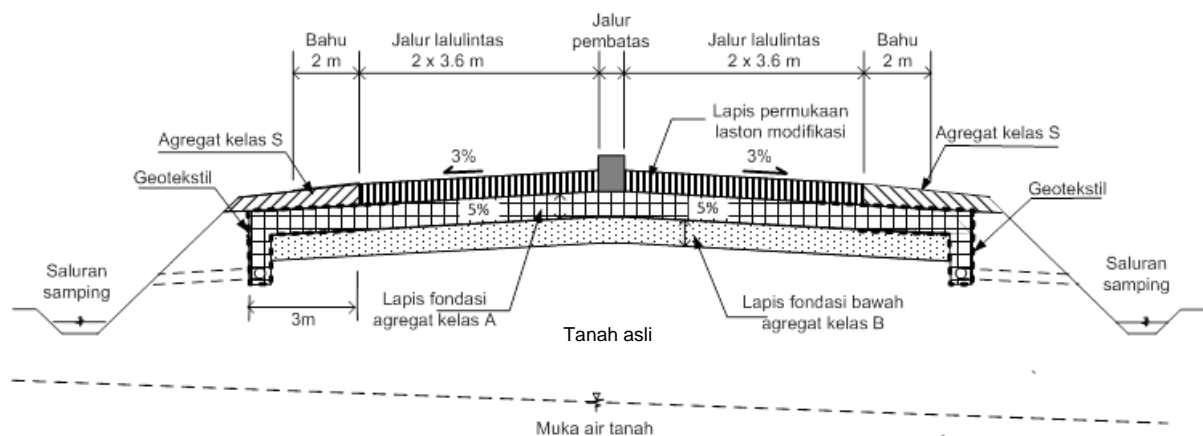 Jalur
Bahu
Jalur lalulintas
pembatas
Jalur lalulintas
Bahu
2 m
2 x 3.6 m
2 x 3.6 m
2 m
Lapis permukaan
laston modifikasi
Agregat kelas S
Agregat kelas S
3%
3%
Geotekstil
Geotekstil
5%
5%
Saluran
samping
Saluran
samping
3m
Lapis fondasi
agregat kelas A
Lapis fondasi bawah
agregat kelas B
Tanah asli
Muka air tanah